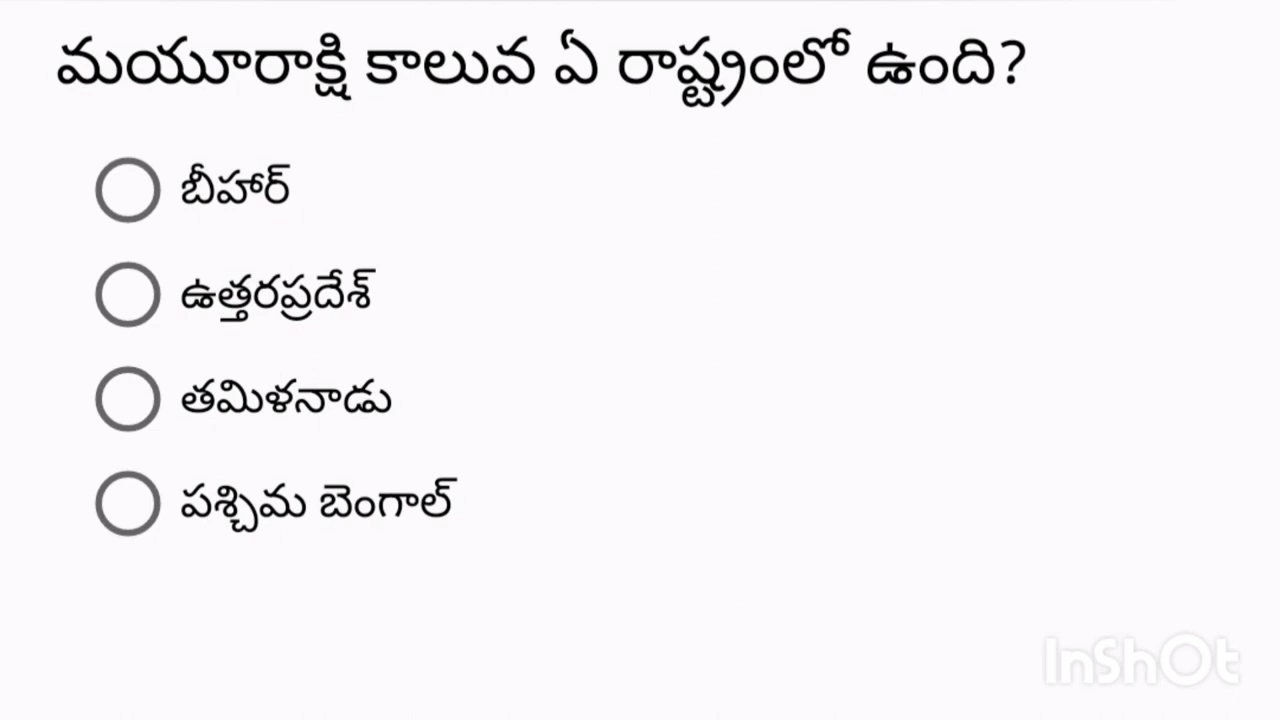 మయూరాక్షి కాలువ ఏ రాష్ట్రంలో ఉంది?
బీహార్
ఉత్తరప్రదేశ్
తమిళనాడు
పశ్చిమ బెంగాల్
InShOt